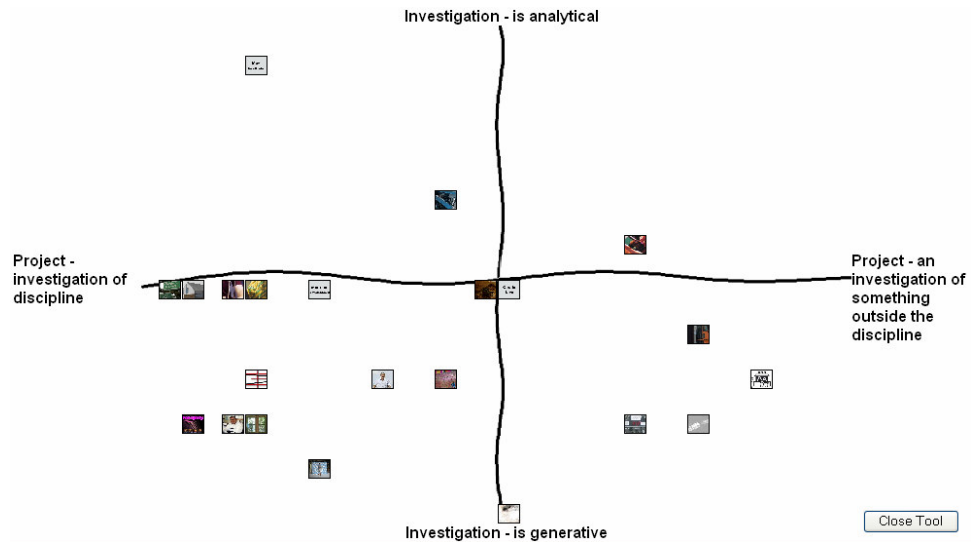 Investigation - is analytical
Project -
investigation of
discipline
Project - an
investigation of
something
outside the
discipline
Investigation - is generative
Close Tool